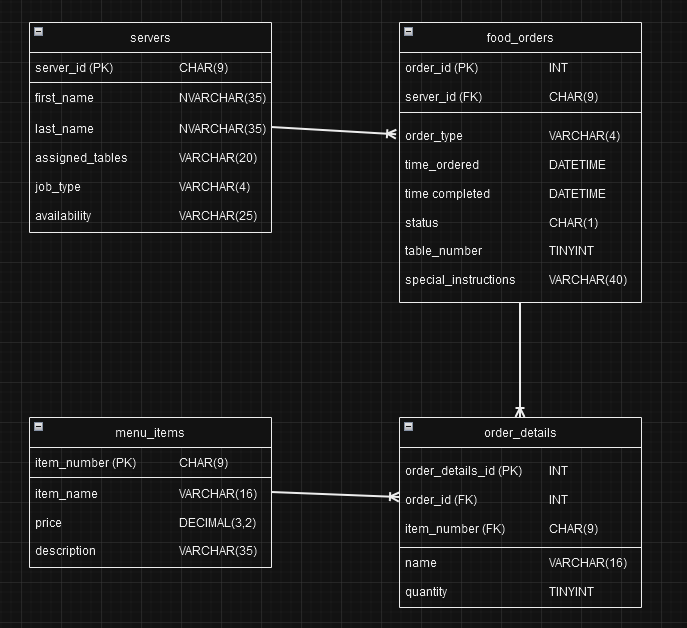 servers
server_id (PK) CHAR(9)
first_name NVARCHAR(35)
last_name NVARCHAR(35)
assigned_tables VARCHAR(20)
job_type VARCHAR(4)
availability VARCHAR(25)
food_orders
order_id (PK) INT
server_id (FK) CHAR(9)
order_type VARCHAR(4)
time_ordered DATETIME
time completed DATETIME
status CHAR(1)
table_number TINYINT
special_instructions VARCHAR(40)
menu_items
item_number (PK) CHAR(9)
item_name VARCHAR(16)
price DECIMAL(3,2)
description VARCHAR(35)
order_details
order_details_id (PK) INT
order_id (FK) INT
item_number (FK) CHAR(9)
name VARCHAR(16)
quantity TINYINT